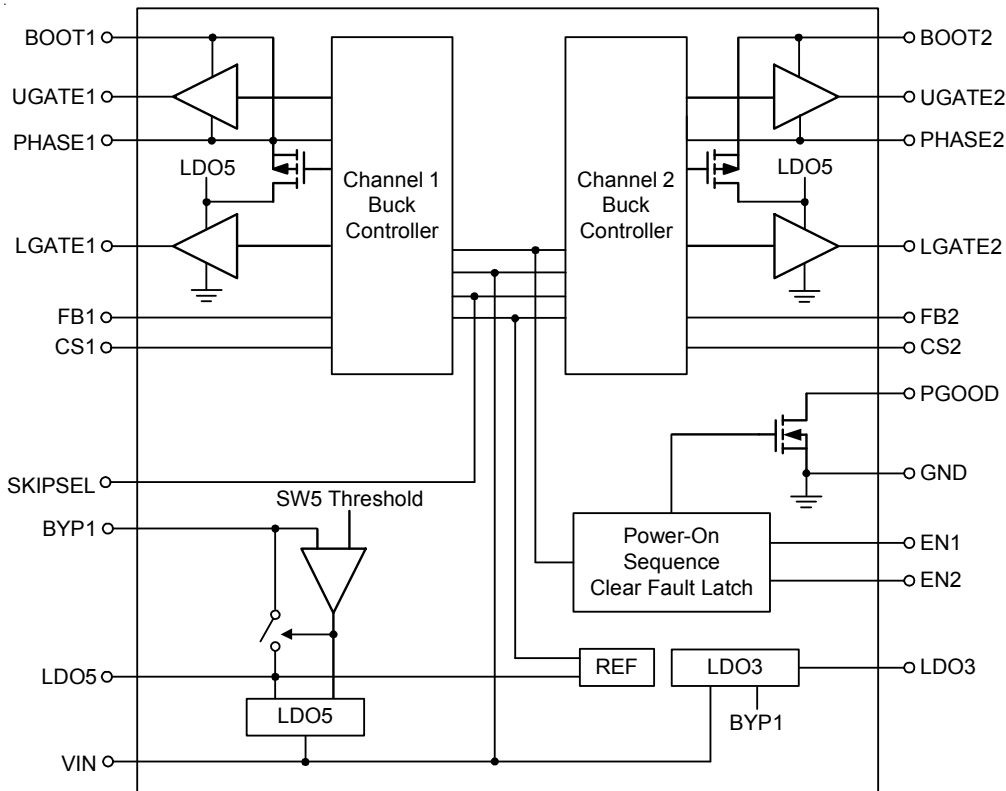 BOOT1
UGATE1
PHASE1
LDO5
LGATE1
FB1
CS1
Channel 1
Buck
Controller
Channel 2
Buck
Controller
BOOT2
UGATE2
PHASE2
LDO5
LGATE2
FB2
CS2
PGOOD
GND
SKIPSEL
SW5 Threshold
BYP1
Power-On
Sequence
Clear Fault Latch
EN1
EN2
LDO5
LDO5
REF
LDO3
BYP1
LDO3
VIN